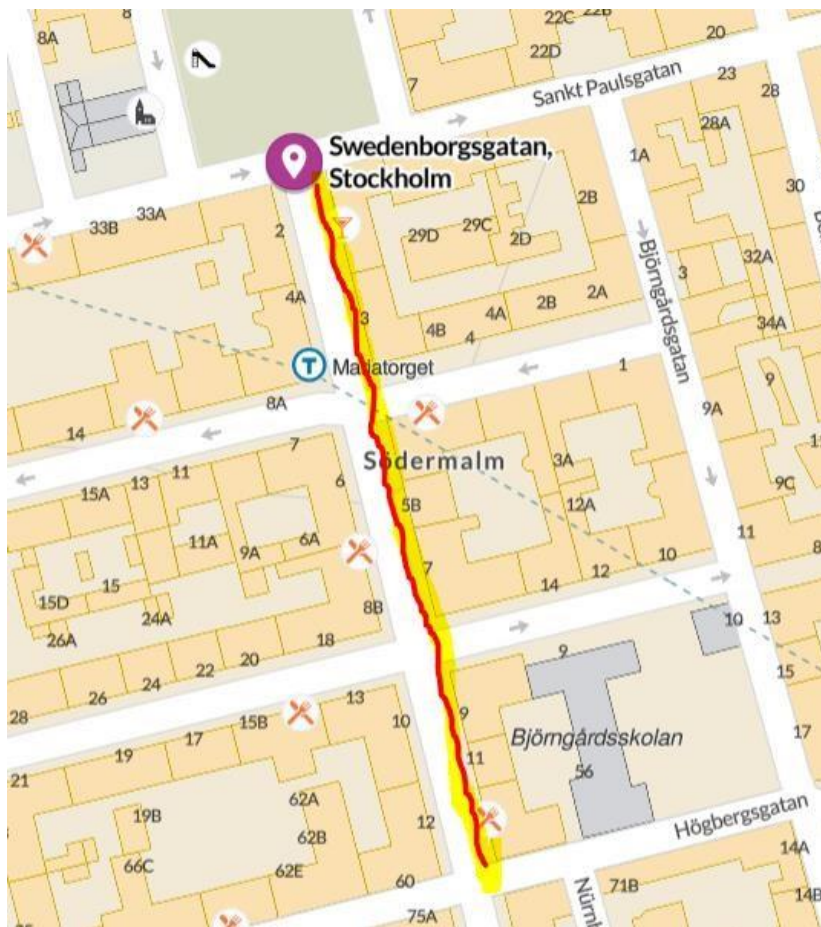 8
22C
22B
8A
22D
20
7
Sankt Paulsgatan
23
28
28A
Swedenborgsgatan,
Stockholm
1A
33B
33A
2
29D
29C
2D
2B
30
Björngårdsgatan
3
32A
4A
3
4B
4A
2B
2A
4
34A
T
Mariatorget
1
9
8A
14
9A
7
Södermalm
3A
13
11
6
15A
5B
12A
9C
11A
9A
6A
11
7
10
15
15D
8B
14
12
24A
26A
18
10
13
20
22
24
26
28
9
15
13
10
15B
9
17
19
11
Björngårdsskolan
17
21
56
62A
19B
12
62B
Högbergsgatan
66C
62E
60
14A
71B
14B
75A